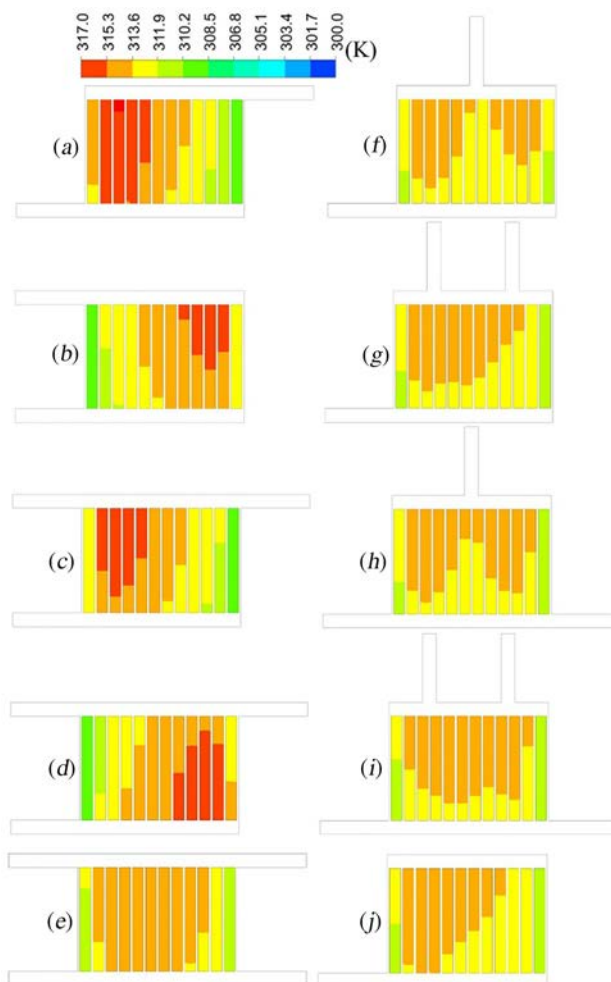 317.0
315.3
313.6
311.9
310.2
308.5
306.8
305.1
303.4
301.7
300.0
(K)
(a)
(f)
(b)
(g)
(c)
(h)
(d)
(i)
(e)
(j)